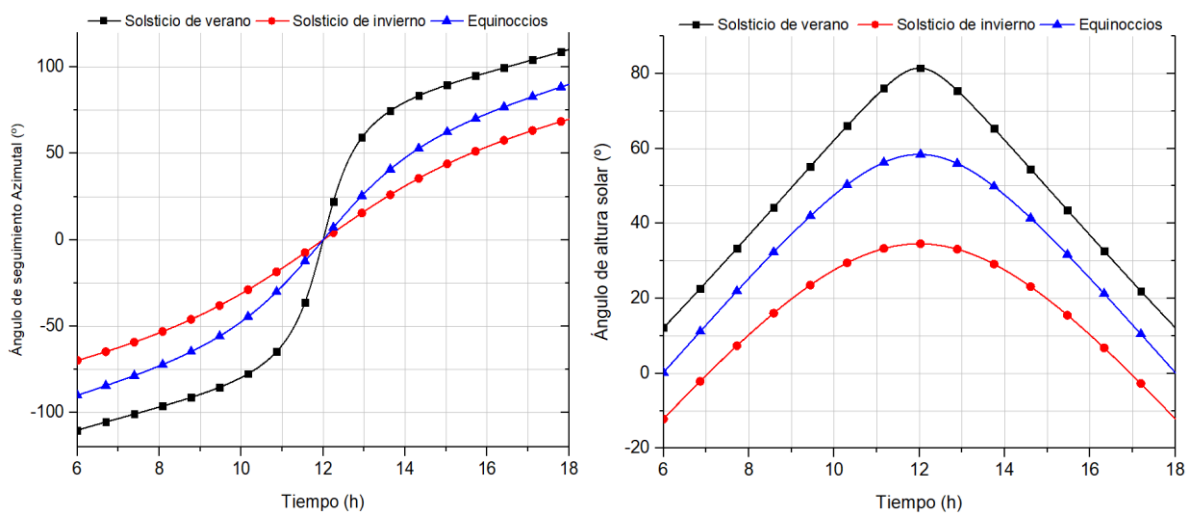 Solsticio de verano Solsticio de invierno Equinoccios
Ángulo de seguimiento Azimutal (º)
100
50
0
-50
-100
6 8 10 12 14 16 18
Tiempo (h)
Solsticio de verano Solsticio de invierno Equinoccios
Ángulo de altura solar (º)
80
60
40
20
0
-20
6 8 10 12 14 16 18
Tiempo (h)